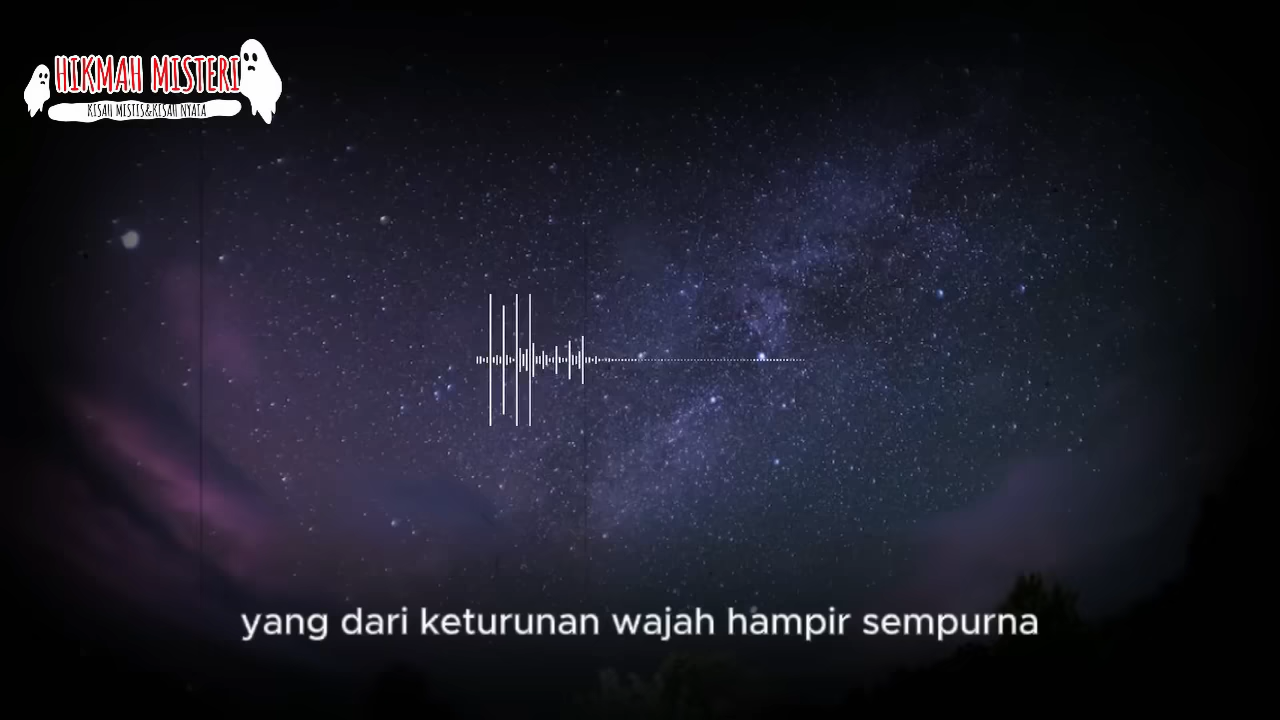 HIKMAH MISTERI
KISAH MISTIS&KISAH NYATA
yang dari keturunan wajah hampir sempurna